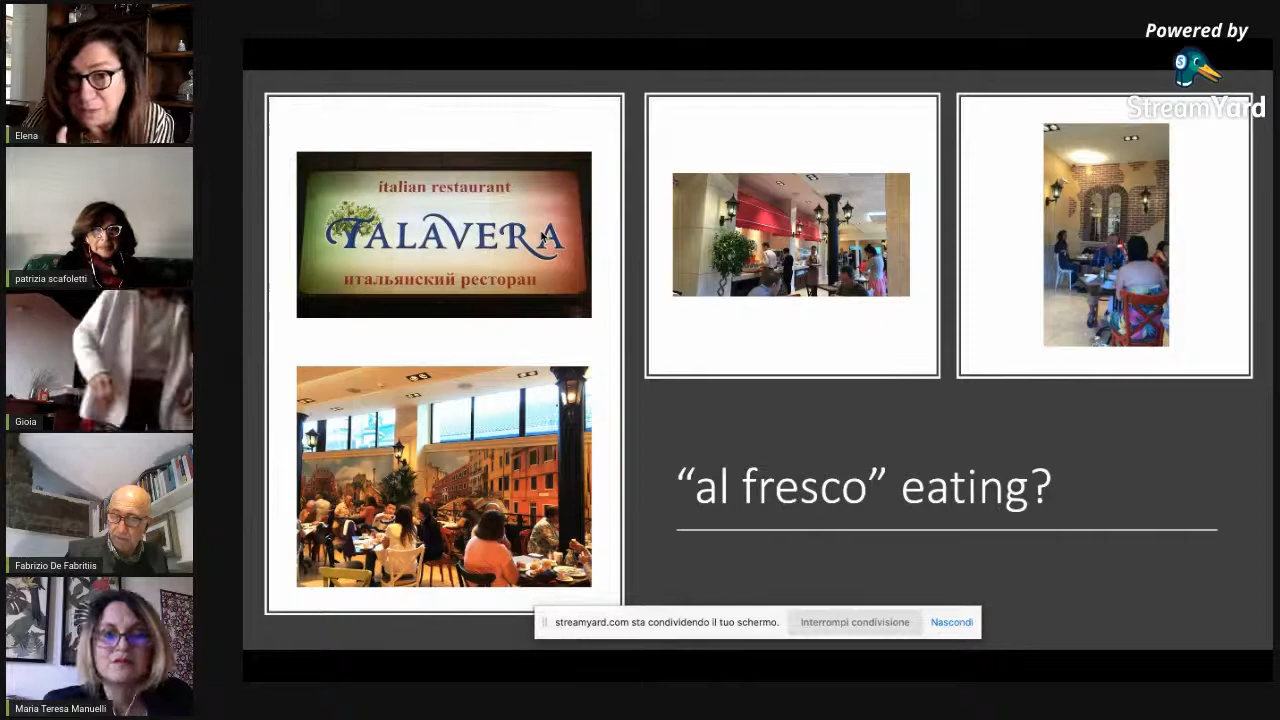 Powered by
StreamYard
Elena
patrizia scafoletti
Gioia
Fabrizio De Fabritiis
Maria Teresa Manuelli
italian restaurant
TALAVERA
итальянский ресторан
“al fresco” eating?
streamyard.com sta condividendo il tuo schermo.
Interrompi condivisione
Nascondi